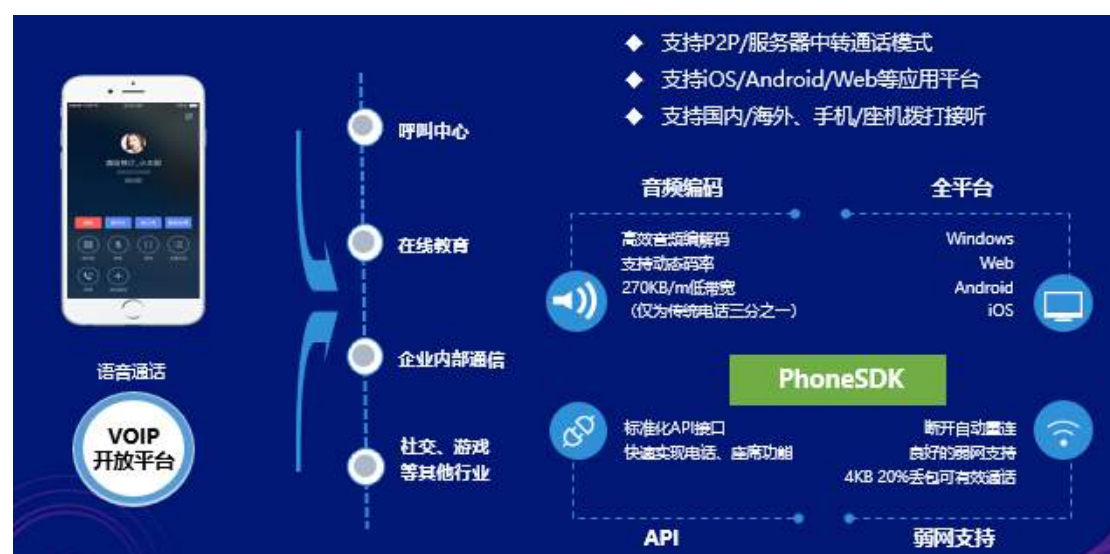 支持P2P/服务器中转通话模式
支持iOS/Android/Web等应用平台
支持国内/海外、手机/座机拨打接听
语音通话
VOIP
开放平台
呼叫中心
在线教育
企业内部通信
社交、游戏
等其他行业
音频编码
高效音频编解码
支持动态码率
270KB/m低带宽
（仅为传统电话三分之一）
全平台
Windows
Web
Android
iOS
PhoneSDK
标准化API接口
快速实现电话、座席功能
API
断开自动重连
良好的弱网支持
4KB 20%丢包可有效通话
弱网支持